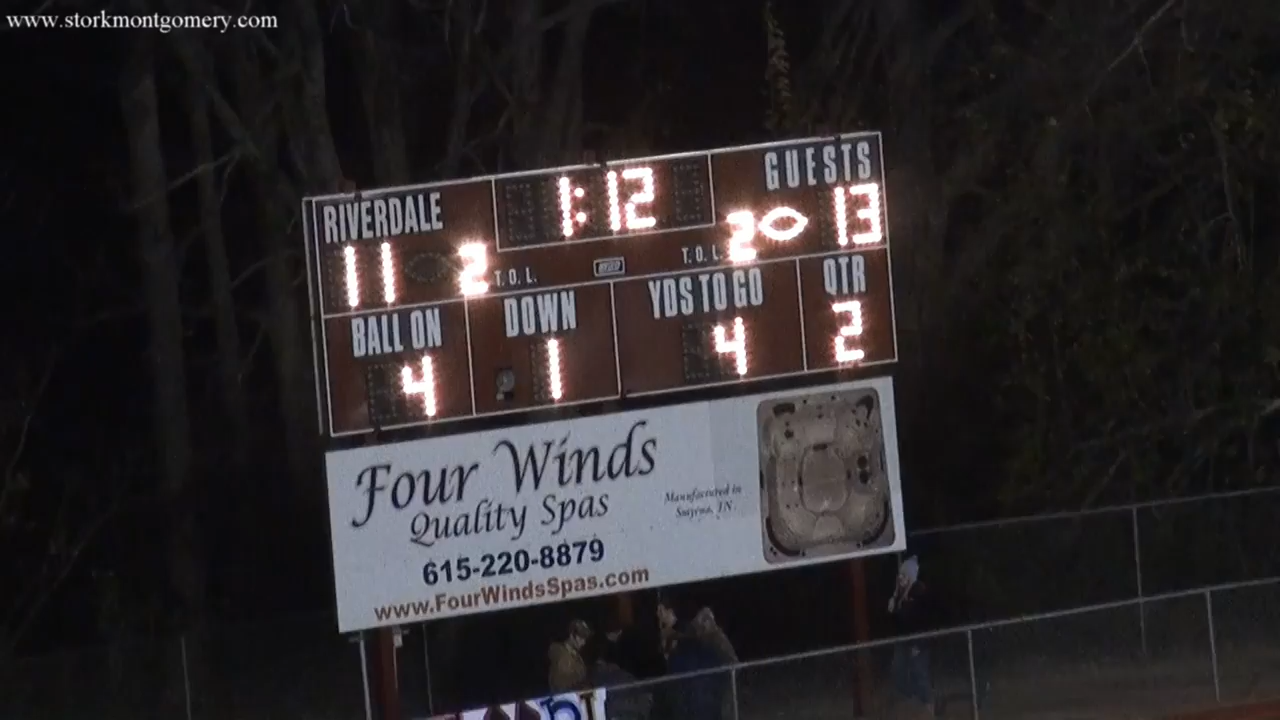 www.storkmontgomery.com
RIVERDALE
1:12
GUESTS
11
2
T.O.L.
T.O.L.
2
13
BALL ON
DOWN
YDS TO GO
QTR
4
1
4
2
Four Winds
Quality Spas
Manufactured in
Smyrna, TN
615-220-8879
www.FourWindsSpas.com